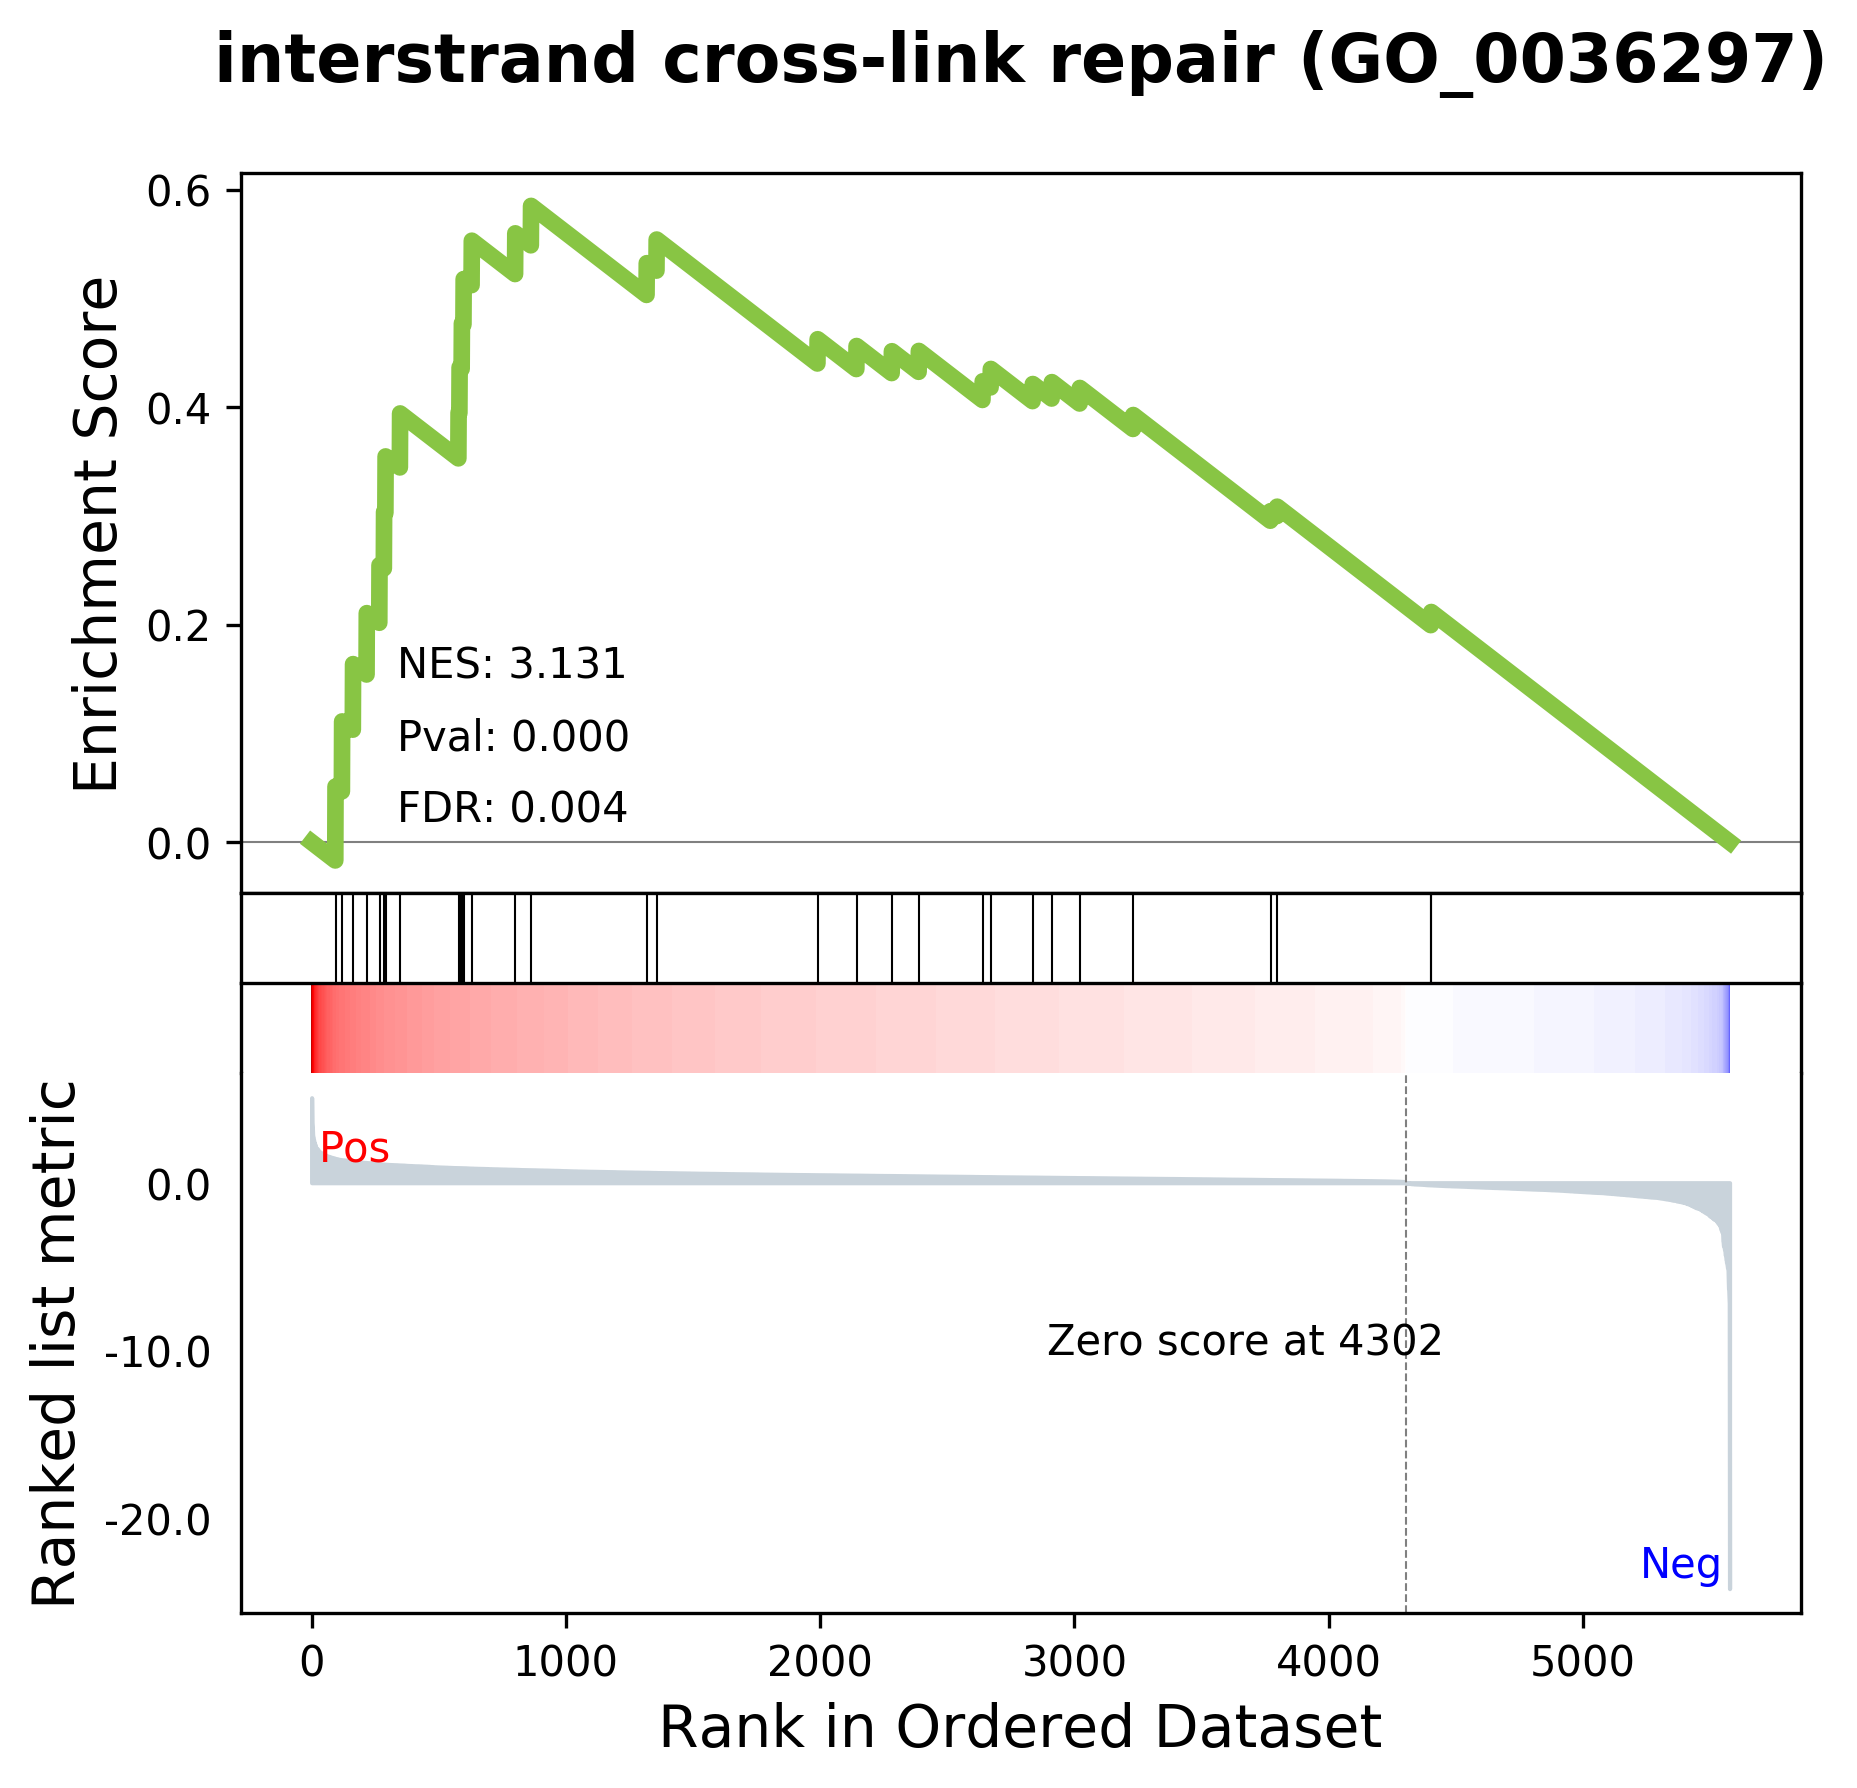 interstrand cross-link repair (GO_0036297)
Enrichment Score
0.6
0.4
0.2
0.0
NES: 3.131
Pval: 0.000
FDR: 0.004
Ranked list metric
0.0
-10.0
-20.0
Pos
Zero score at 4302
Neg
0 1000 2000 3000 4000 5000
Rank in Ordered Dataset